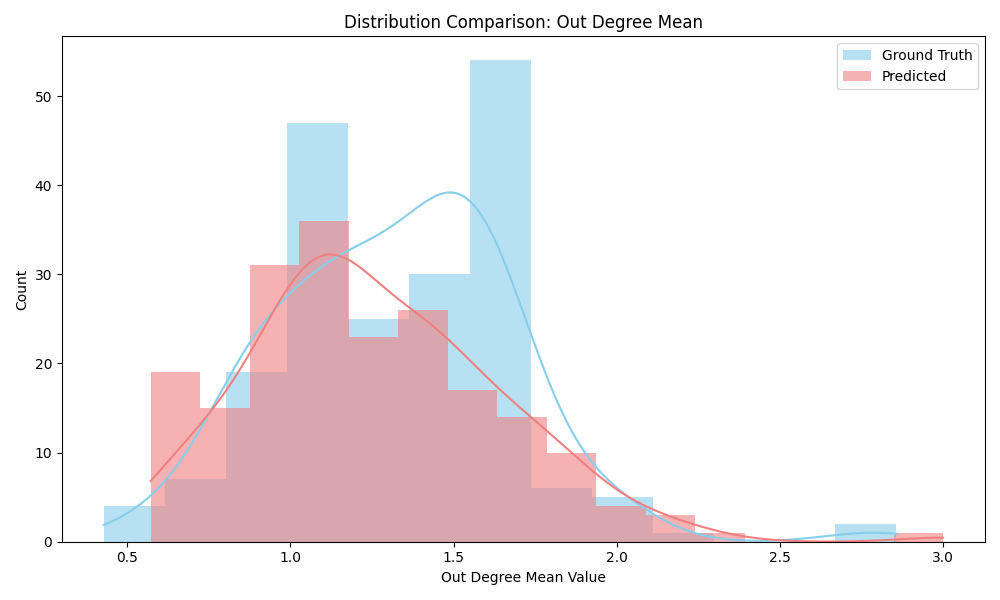 Distribution Comparison: Out Degree Mean
Ground Truth
Predicted
Count
50
40
30
20
10
0
0.5 1.0 1.5 2.0 2.5 3.0
Out Degree Mean Value